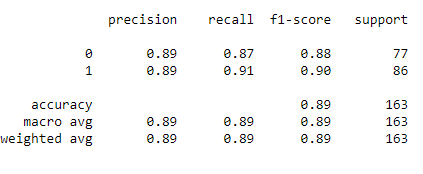 precision recall f1-score support
0 0.89 0.87 0.88 77
1 0.89 0.91 0.90 86
accuracy 0.89 163
macro avg 0.89 0.89 0.89 163
weighted avg 0.89 0.89 0.89 163